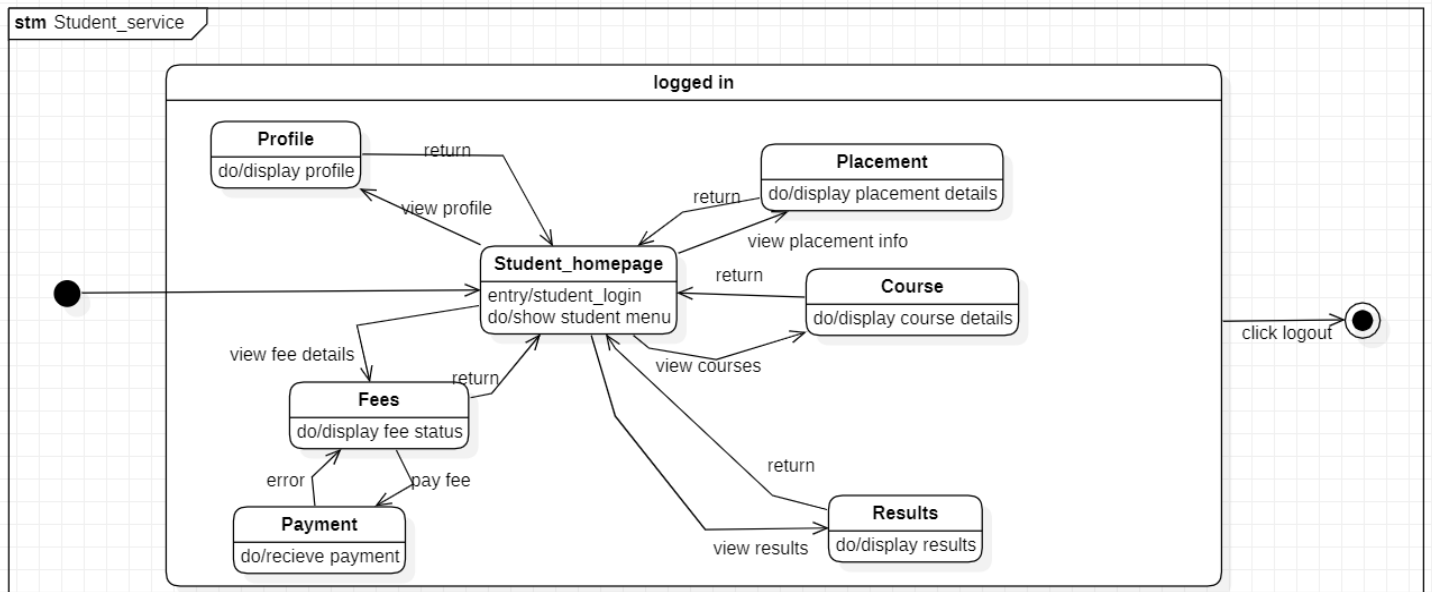 stm Student_service
logged in
Profile
do/display profile
return
view profile
Placement
do/display placement details
return
view placement info
Student_homepage
entry/student_login
do/show student menu
return
Course
do/display course details
view courses
click logout
view fee details
return
Fees
do/display fee status
error
pay fee
Payment
do/recieve payment
return
Results
do/display results
view results